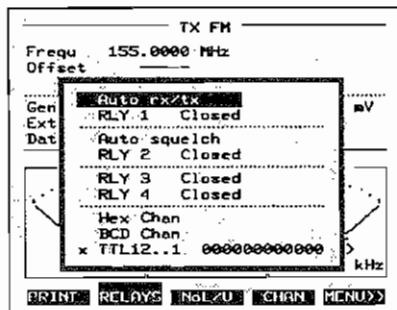 TX FM
Frequ 155.0000 MHz
Offset
Gen mV
Ext
Dat
Auto rx/tx
RLY 1 Closed
Auto squelch
RLY 2 Closed
RLY 3 Closed
RLY 4 Closed
Hex Chan
BCD Chan
x TTL12..1 000000000000
kHz
PRINT RELAYS NoL/U CHAN MENU>>